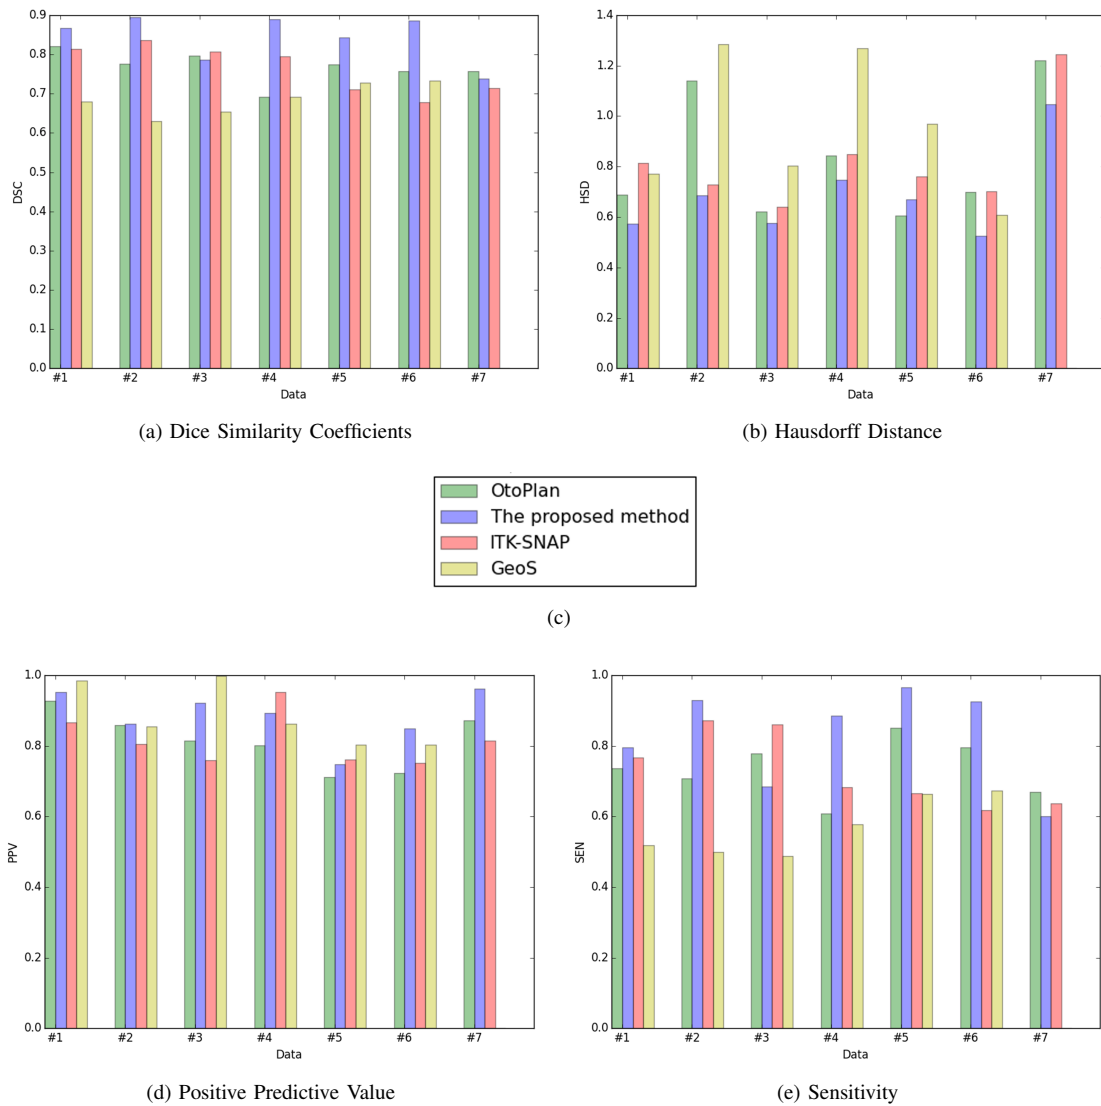 0.9
0.8
0.7
0.6
0.5
0.4
0.3
0.2
0.1
0.0
DSC
#1 #2 #3 #4 #5 #6 #7
Data
(a) Dice Similarity Coefficients
1.4
1.2
1.0
0.8
0.6
0.4
0.2
0.0
HSD
#1 #2 #3 #4 #5 #6 #7
Data
(b) Hausdorff Distance
OtoPlan
The proposed method
ITK-SNAP
GeoS
(c)
1.0
0.8
0.6
0.4
0.2
0.0
PPV
#1 #2 #3 #4 #5 #6 #7
Data
(d) Positive Predictive Value
1.0
0.8
0.6
0.4
0.2
0.0
SEN
#1 #2 #3 #4 #5 #6 #7
Data
(e) Sensitivity